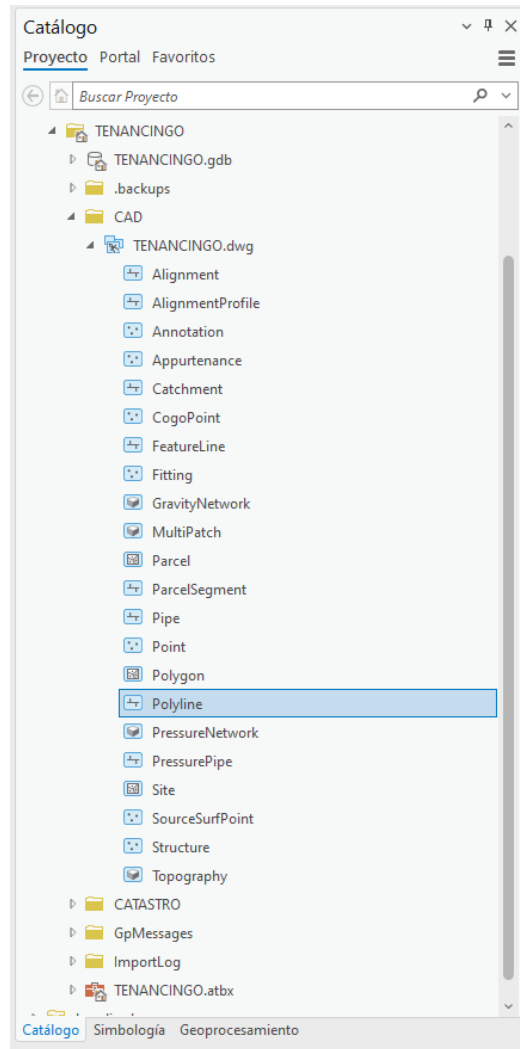 Catálogo
Proyecto Portal Favoritos
Buscar Proyecto
TENANCINGO
TENANCINGO.gdb
.backups
CAD
TENANCINGO.dwg
Alignment
AlignmentProfile
Annotation
Appurtenance
Catchment
CogoPoint
FeatureLine
Fitting
GravityNetwork
MultiPatch
Parcel
ParcelSegment
Pipe
Point
Polygon
Polyline
PressureNetwork
PressurePipe
Site
SourceSurfPoint
Structure
Topography
CATASTRO
GpMessages
ImportLog
TENANCINGO.atbx
Catálogo Simbología Geoprocesamiento